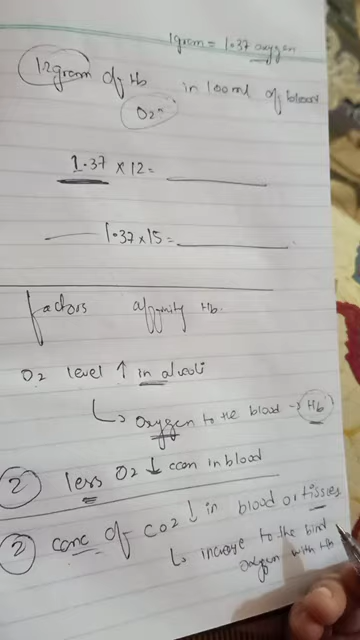 1gram = 1.37 oxygen
12gram of Hb in 100ml of blood
O2
1.37 x 12 =
1.37 x 15 =
factors affinity Hb.
O2 level ↑ in alveoli
↳ oxygen to the blood → Hb
② less O2 ↓ ccon in blood
② conc of CO2 ↓ in blood or tissues
↳ increase to the bind
oxygen with Hb